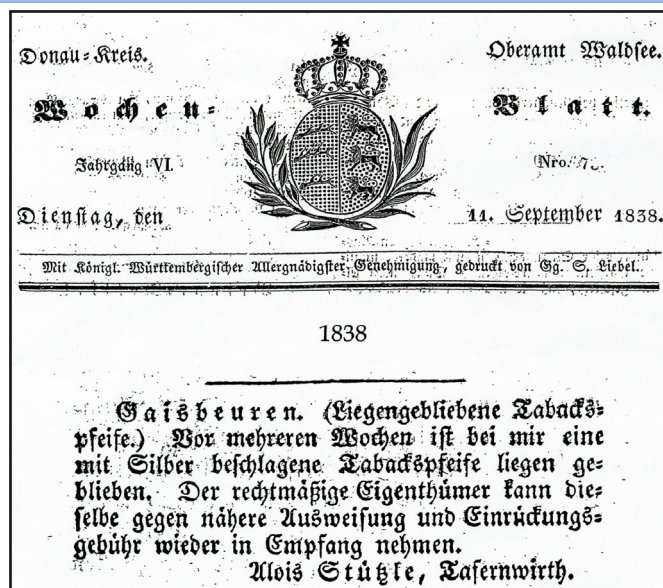 Donau-Kreis.
Oberamt Waldsee.
Wochen-
Blatt.
Jahrgang VI.
Nro.
Dienstag, den
11. September 1838.
Mit Königl. Württembergischer Allergnädigster Genehmigung, gedruckt von Gg. S. Liebel.
1838
Gaisbeuren. (Liegengebliebene Tabacks-
pfeife.) Vor mehreren Wochen ist bei mir eine
mit Silber beschlagene Tabackspfeife liegen ge-
blieben. Der rechtmäßige Eigenthümer kann die-
selbe gegen nähere Ausweisung und Einrückungs-
gebühr wieder in Empfang nehmen.
Alois Stützle, Tafernwirth.